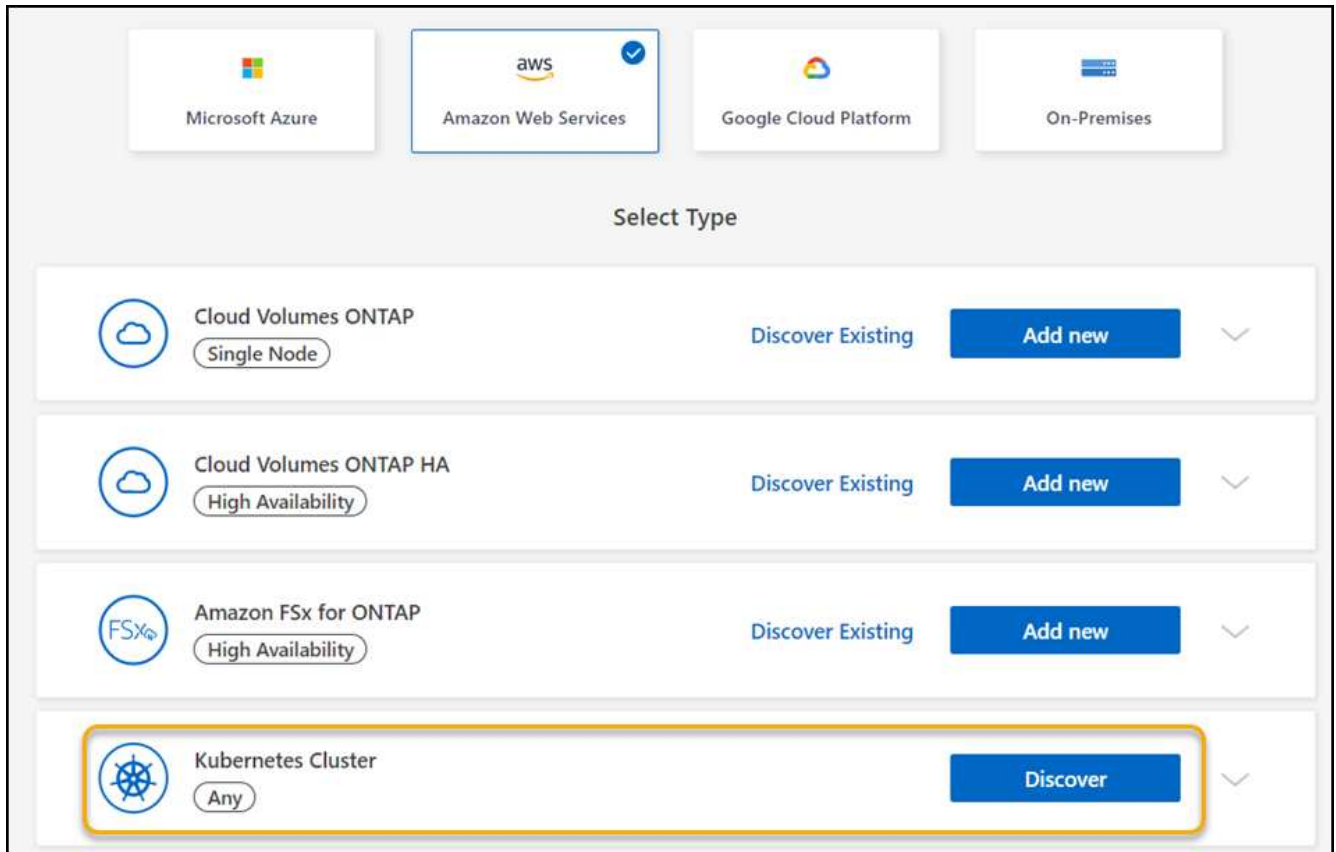 aws
Microsoft Azure
Amazon Web Services
Google Cloud Platform
On-Premises
Select Type
Cloud Volumes ONTAP
Single Node
Discover Existing
Add new
Cloud Volumes ONTAP HA
High Availability
Discover Existing
Add new
FSx
Amazon FSx for ONTAP
High Availability
Discover Existing
Add new
Kubernetes Cluster
Any
Discover